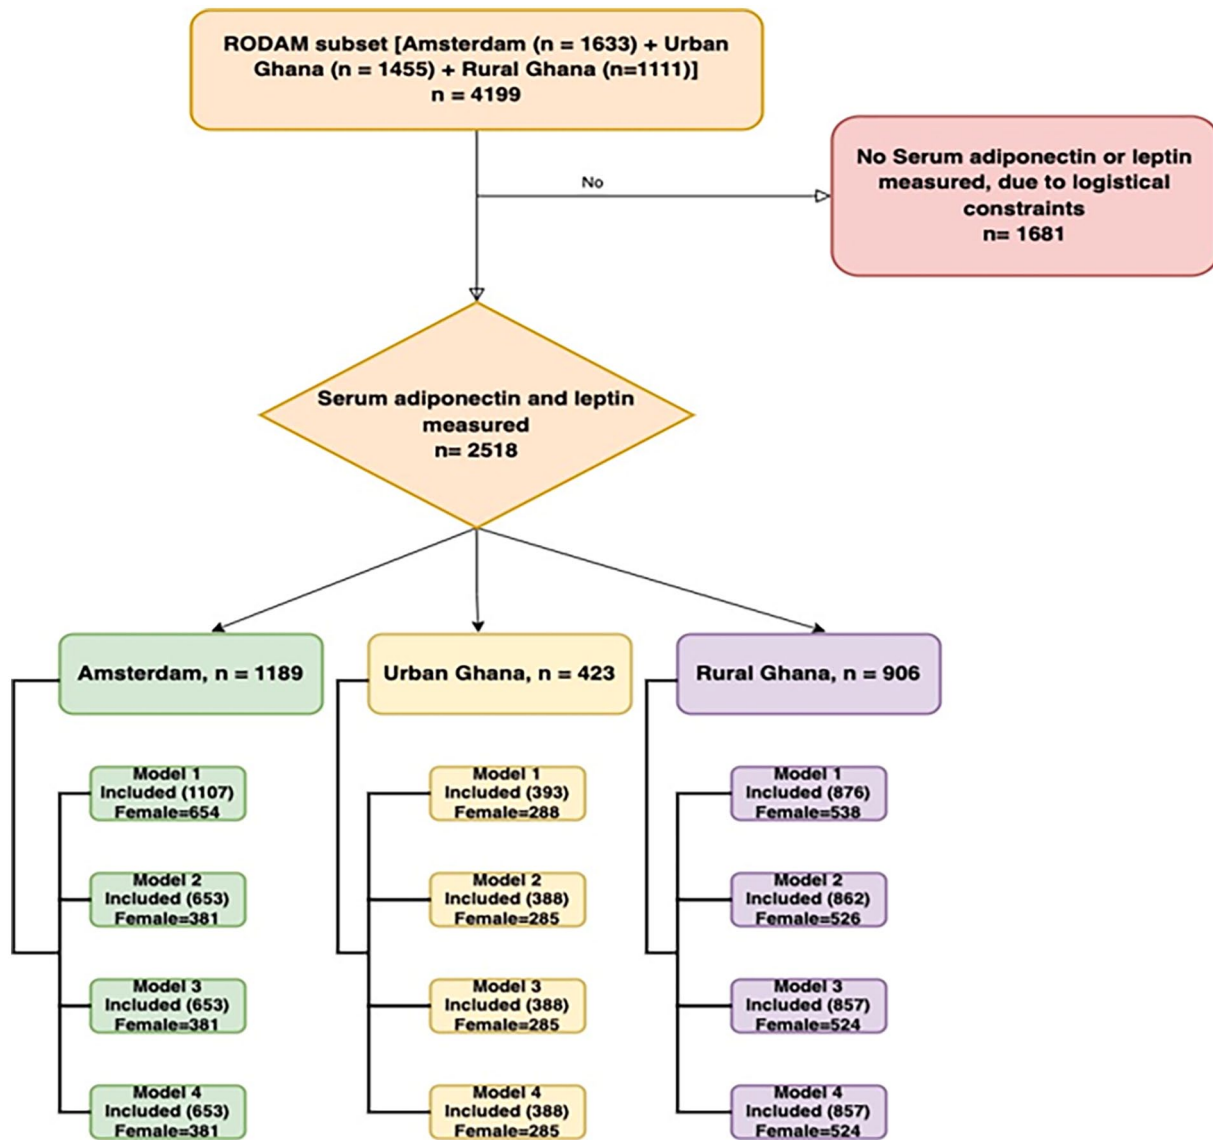 RODAM subset [Amsterdam (n = 1633) + Urban
Ghana (n = 1455) + Rural Ghana (n=1111)]
n = 4199
No Serum adiponectin or leptin
measured, due to logistical
constraints
n= 1681
No
Serum adiponectin and leptin
measured
n= 2518
Amsterdam, n = 1189
Urban Ghana, n = 423
Rural Ghana, n = 906
Model 1
Included (1107)
Female=654
Model 1
Included (393)
Female=288
Model 1
Included (876)
Female=538
Model 2
Included (653)
Female=381
Model 2
Included (388)
Female=285
Model 2
Included (862)
Female=526
Model 3
Included (653)
Female=381
Model 3
Included (388)
Female=285
Model 3
Included (857)
Female=524
Model 4
Included (653)
Female=381
Model 4
Included (388)
Female=285
Model 4
Included (857)
Female=524